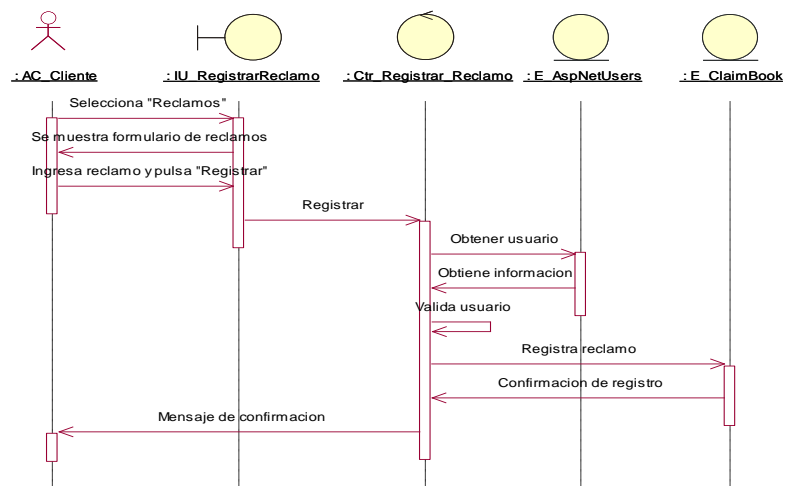 : AC_Cliente
: IU_RegistrarReclamo
: Ctr_Registrar_Reclamo
: E_AspNetUsers
: E_ClaimBook
Selecciona "Reclamos"
Se muestra formulario de reclamos
Ingresa reclamo y pulsa "Registrar"
Registrar
Obtener usuario
Obtiene informacion
Valida usuario
Registra reclamo
Confirmacion de registro
Mensaje de confirmacion